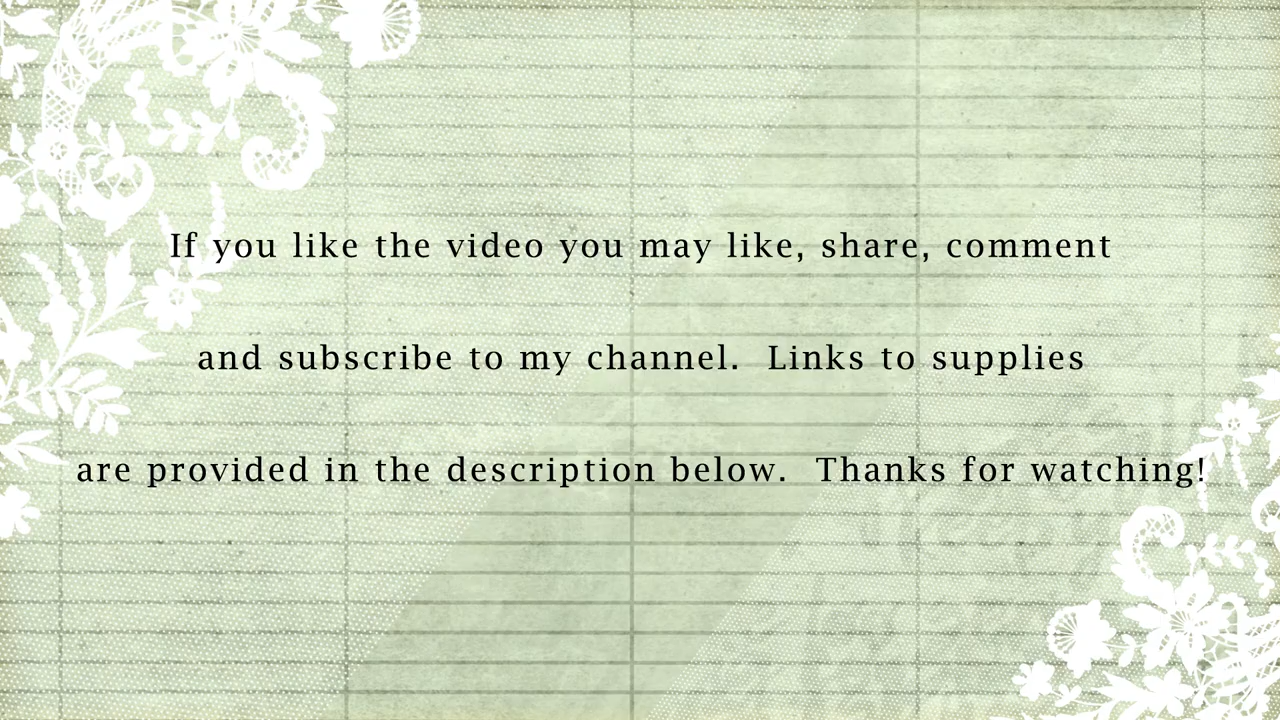 If you like the video you may like, share, comment
and subscribe to my channel.  Links to supplies
are provided in the description below.  Thanks for watching!